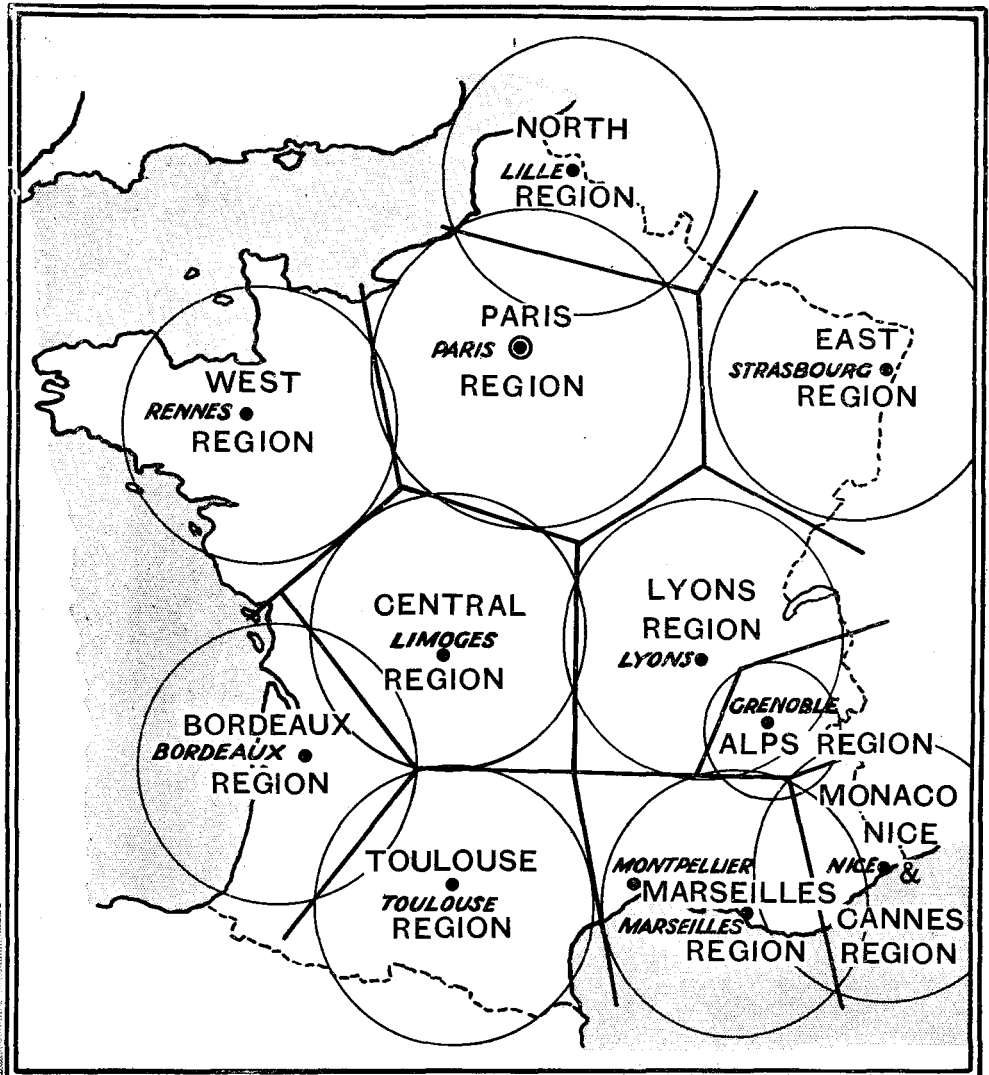 NORTH
LILLE
REGION
PARIS
PARIS
REGION
EAST
STRASBOURG
REGION
WEST
RENNES
REGION
CENTRAL
LIMOGES
REGION
LYONS
REGION
LYONS
GRENOBLE
ALPS REGION
BORDEAUX
BORDEAUX
REGION
MONACO
NICE
NICE &
CANNES
REGION
TOULOUSE
TOULOUSE
REGION
MONTPELLIER
MARSEILLES
MARSEILLES
REGION